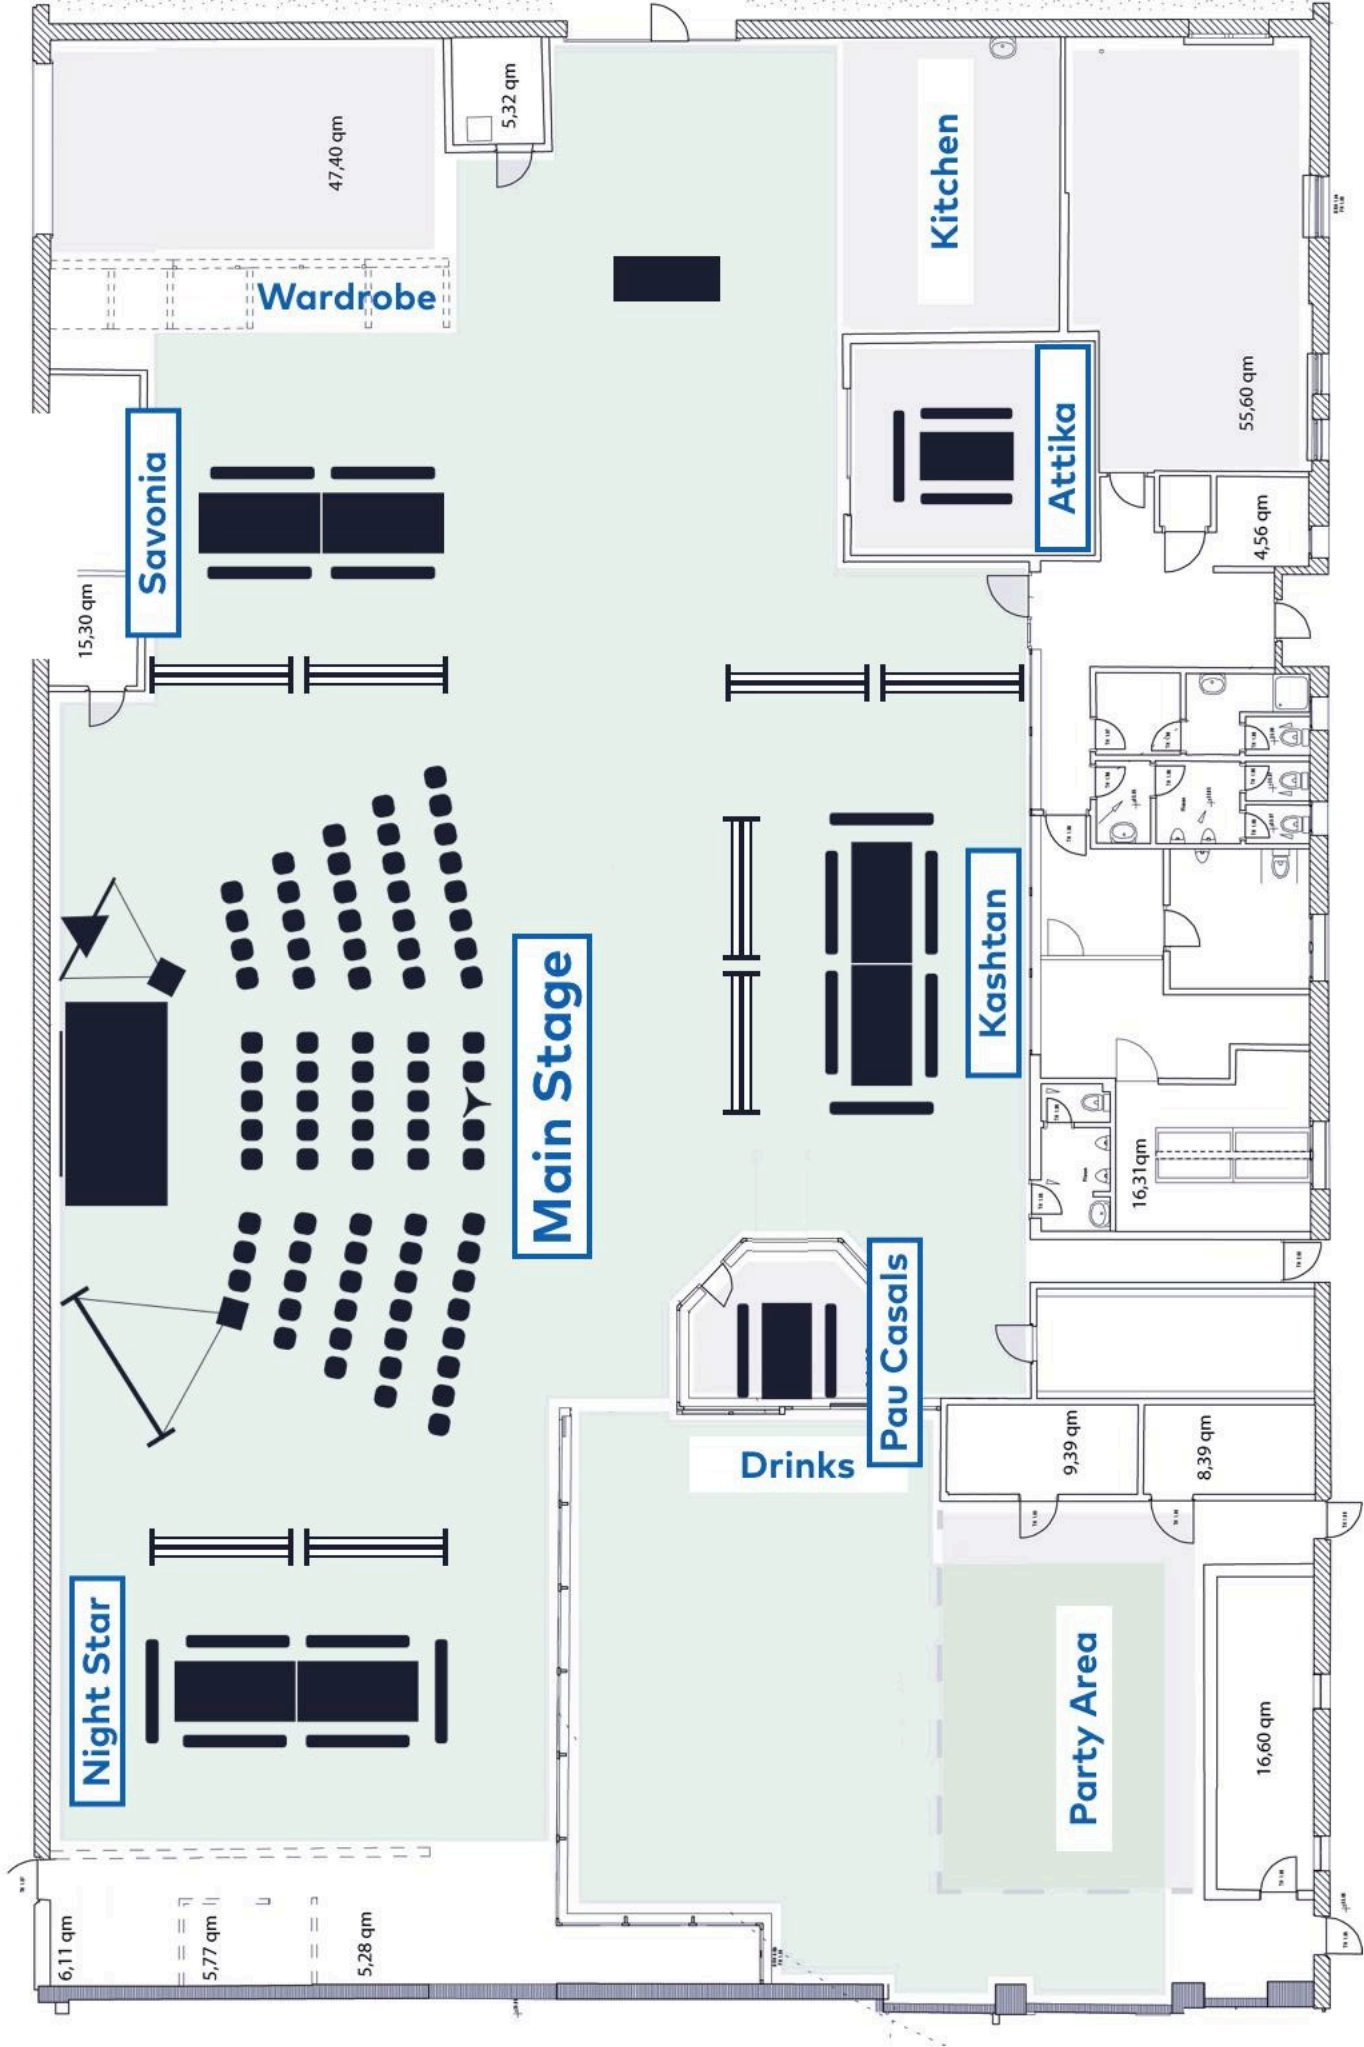 5,32 qm
47,40 qm
Kitchen
Wardrobe
55,60 qm
Attika
Savonia
4,56 qm
15,30 qm
Kashtan
Main Stage
16,31qm
Pau Casals
Drinks
9,39 qm
8,39 qm
Night Star
Party Area
16,60 qm
6,11 qm
5,77 qm
5,28 qm